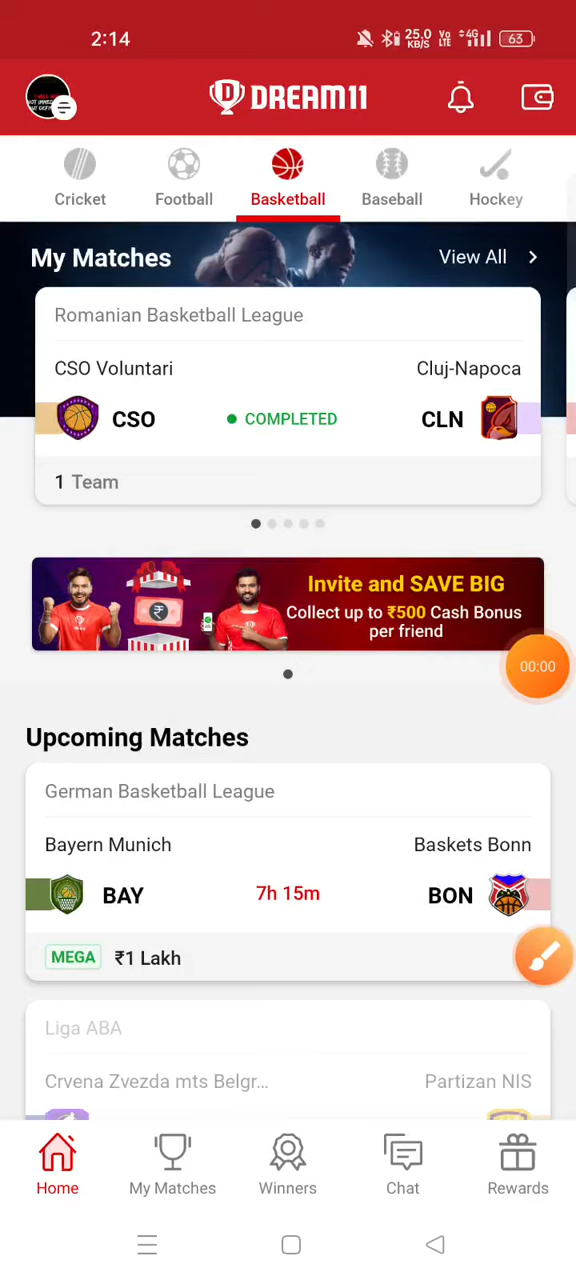 2:14
25.0
KB/S
Vo
LTE
4G
63
DREAM11
Cricket
Football
Basketball
Baseball
Hockey
My Matches
View All
Romanian Basketball League
CSO Voluntari
Cluj-Napoca
CSO
COMPLETED
CLN
1 Team
Invite and SAVE BIG
Collect up to ₹500 Cash Bonus
per friend
00:00
Upcoming Matches
German Basketball League
Bayern Munich
Baskets Bonn
BAY
7h 15m
BON
MEGA
₹1 Lakh
Liga ABA
Crvena Zvezda mts Belgr...
Partizan NIS
Home
My Matches
Winners
Chat
Rewards